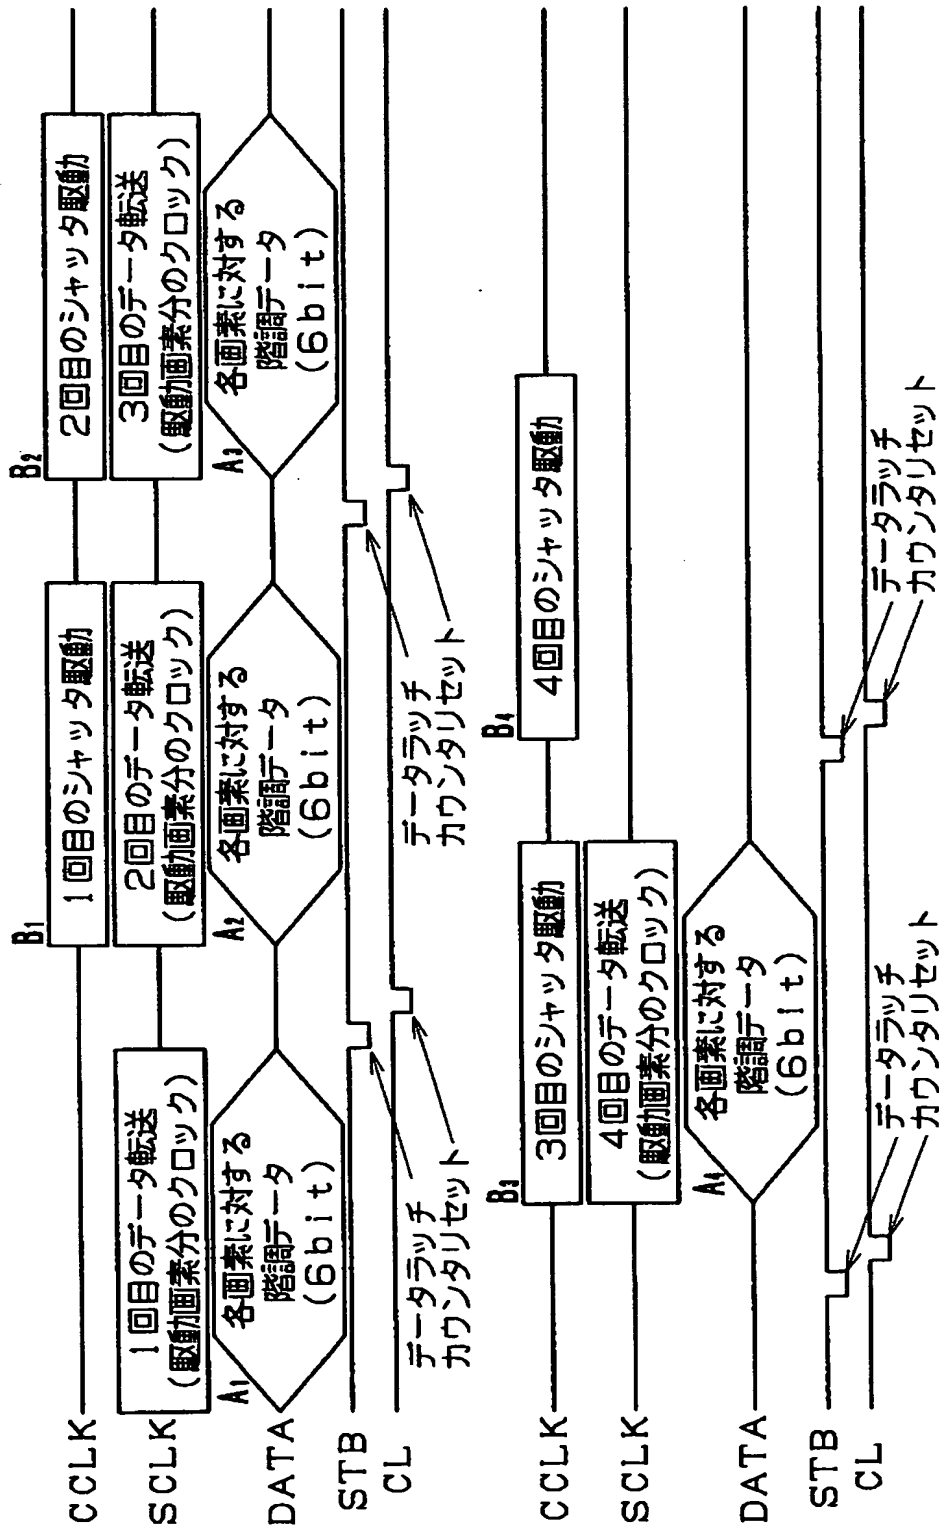 CCLK
B1
1回目のシャッタ駆動
B2
2回目のシャッタ駆動
SCLK
1回目のデータ転送
(駆動画素分のクロック)
2回目のデータ転送
(駆動画素分のクロック)
3回目のデータ転送
(駆動画素分のクロック)
DATA
A1
各画素に対する
階調データ
(6bit)
A2
各画素に対する
階調データ
(6bit)
A3
各画素に対する
階調データ
(6bit)
STB
CL
データラッチ
カウンタリセット
データラッチ
カウンタリセット
CCLK
B3
3回目のシャッタ駆動
B4
4回目のシャッタ駆動
SCLK
4回目のデータ転送
(駆動画素分のクロック)
DATA
A4
各画素に対する
階調データ
(6bit)
STB
CL
データラッチ
カウンタリセット
データラッチ
カウンタリセット